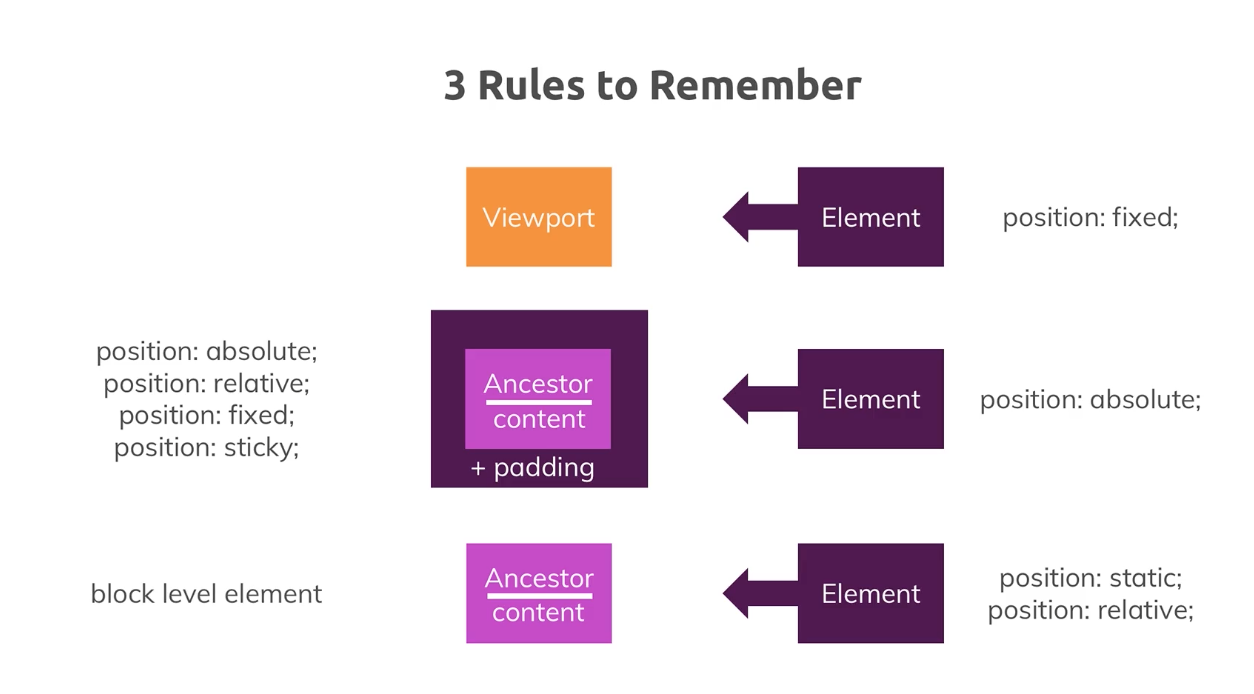 3 Rules to Remember
Viewport
Element
position: fixed;
position: absolute;
position: relative;
position: fixed;
position: sticky;
Ancestor
content
+ padding
Element
position: absolute;
block level element
Ancestor
content
Element
position: static;
position: relative;